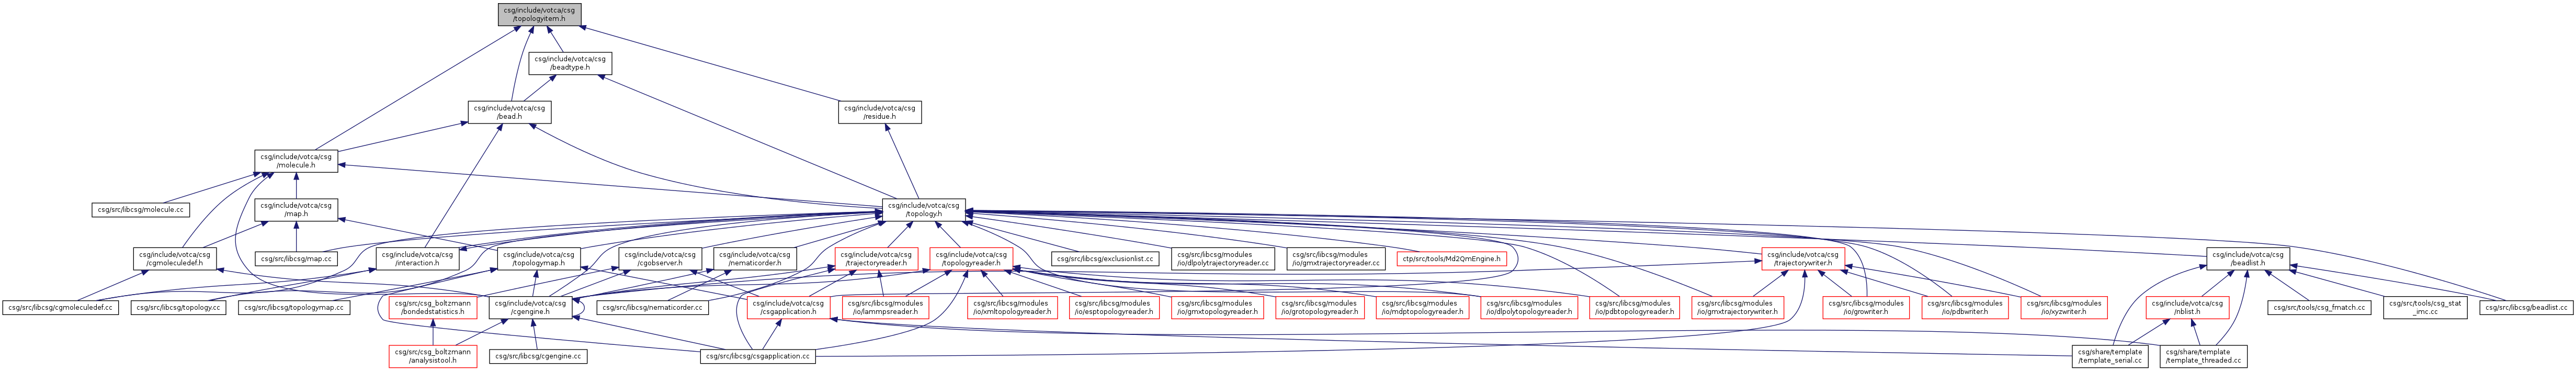 csg/include/votca/csg
/topologyitem.h
csg/include/votca/csg
/beadtype.h
csg/include/votca/csg
/bead.h
csg/include/votca/csg
/residue.h
csg/include/votca/csg
/molecule.h
csg/src/libcsg/molecule.cc
csg/include/votca/csg
/map.h
csg/include/votca/csg
/topology.h
csg/include/votca/csg
/cgmoleculedef.h
csg/src/libcsg/map.cc
csg/include/votca/csg
/interaction.h
csg/include/votca/csg
/topologymap.h
csg/include/votca/csg
/cgobserver.h
csg/include/votca/csg
/nematicorder.h
csg/include/votca/csg
/trajectoryreader.h
csg/include/votca/csg
/topologyreader.h
csg/src/libcsg/exclusionlist.cc
csg/src/libcsg/modules
/io/dlpolytrajectoryreader.cc
csg/src/libcsg/modules
/io/gmxtrajectoryreader.cc
ctp/src/tools/Md2QmEngine.h
csg/include/votca/csg
/trajectorywriter.h
csg/include/votca/csg
/beadlist.h
csg/src/libcsg/cgmoleculedef.cc
csg/src/libcsg/topology.cc
csg/src/libcsg/topologymap.cc
csg/src/csg_boltzmann
/bondedstatistics.h
csg/include/votca/csg
/cgengine.h
csg/src/libcsg/nematicorder.cc
csg/include/votca/csg
/csgapplication.h
csg/src/libcsg/modules
/io/lammpsreader.h
csg/src/libcsg/modules
/io/xmltopologyreader.h
csg/src/libcsg/modules
/io/esptopologyreader.h
csg/src/libcsg/modules
/io/gmxtopologyreader.h
csg/src/libcsg/modules
/io/grotopologyreader.h
csg/src/libcsg/modules
/io/mdptopologyreader.h
csg/src/libcsg/modules
/io/dlpolytopologyreader.h
csg/src/libcsg/modules
/io/pdbtopologyreader.h
csg/src/libcsg/modules
/io/gmxtrajectorywriter.h
csg/src/libcsg/modules
/io/growriter.h
csg/src/libcsg/modules
/io/pdbwriter.h
csg/src/libcsg/modules
/io/xyzwriter.h
csg/include/votca/csg
/nblist.h
csg/src/tools/csg_fmatch.cc
csg/src/tools/csg_stat
_imc.cc
csg/src/libcsg/beadlist.cc
csg/src/csg_boltzmann
/analysistool.h
csg/src/libcsg/cgengine.cc
csg/src/libcsg/csgapplication.cc
csg/share/template
/template_serial.cc
csg/share/template
/template_threaded.cc